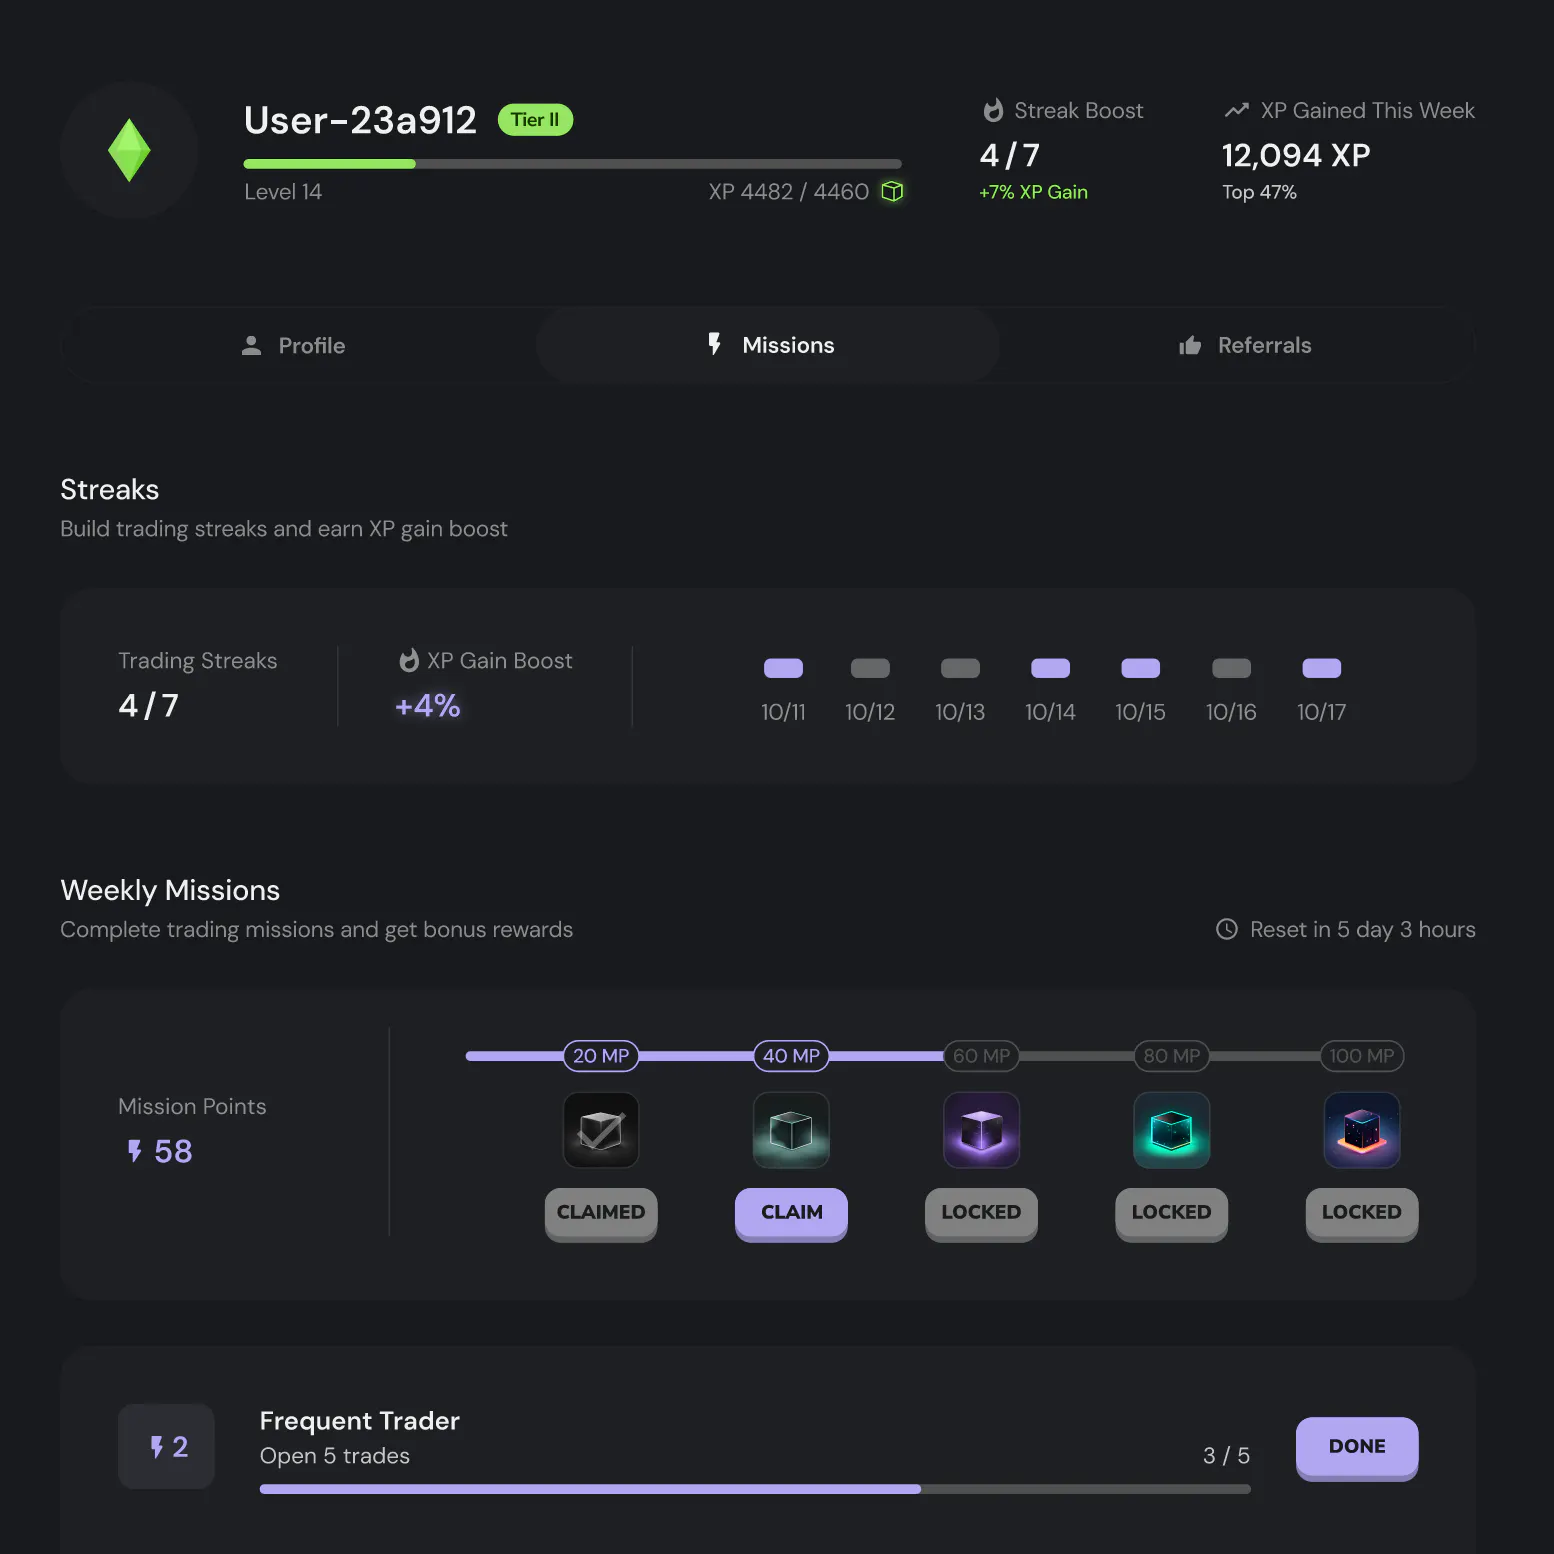 User-23a912 Tier II
Level 14 XP 4482 / 4460
Streak Boost
4 / 7
+7% XP Gain
XP Gained This Week
12,094 XP
Top 47%
Profile Missions Referrals
Streaks
Build trading streaks and earn XP gain boost
Trading Streaks
4 / 7
XP Gain Boost
+4%
10/11 10/12 10/13 10/14 10/15 10/16 10/17
Weekly Missions
Complete trading missions and get bonus rewards
Reset in 5 day 3 hours
Mission Points
58
20 MP 40 MP 60 MP 80 MP 100 MP
CLAIMED CLAIM LOCKED LOCKED LOCKED
2
Frequent Trader
Open 5 trades
3 / 5
DONE